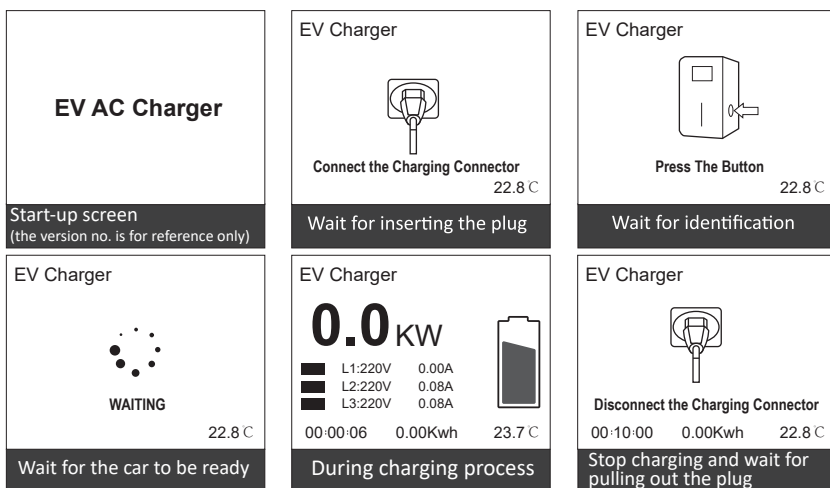 EV AC Charger
Start-up screen
(the version no. is for reference only)
EV Charger
Connect the Charging Connector
22.8℃
Wait for inserting the plug
EV Charger
Press The Button
22.8℃
Wait for identification
EV Charger
WAITING
22.8℃
Wait for the car to be ready
EV Charger
0.0 KW
L1:220V 0.00A
L2:220V 0.08A
L3:220V 0.08A
00:00:06 0.00Kwh 23.7℃
During charging process
EV Charger
Disconnect the Charging Connector
00:10:00 0.00Kwh 22.8℃
Stop charging and wait for
pulling out the plug